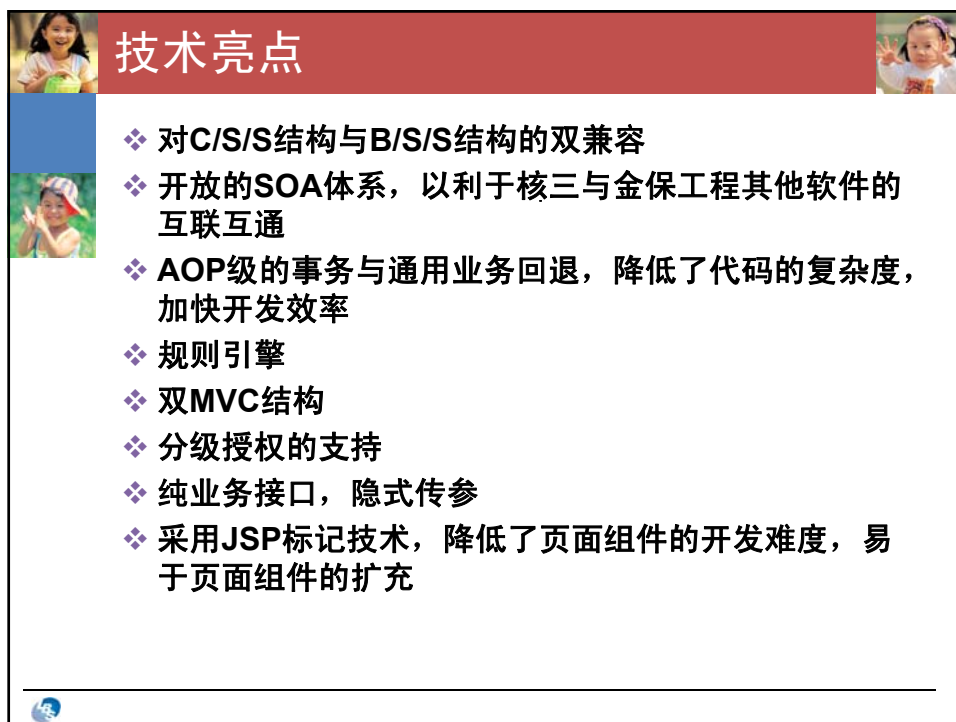 技术亮点
对C/S/S结构与B/S/S结构的双兼容
开放的SOA体系，以利于核三与金保工程其他软件的
互联互通
AOP级的事务与通用业务回退，降低了代码的复杂度，
加快开发效率
规则引擎
双MVC结构
分级授权的支持
纯业务接口，隐式传参
采用JSP标记技术，降低了页面组件的开发难度，易
于页面组件的扩充
LBS